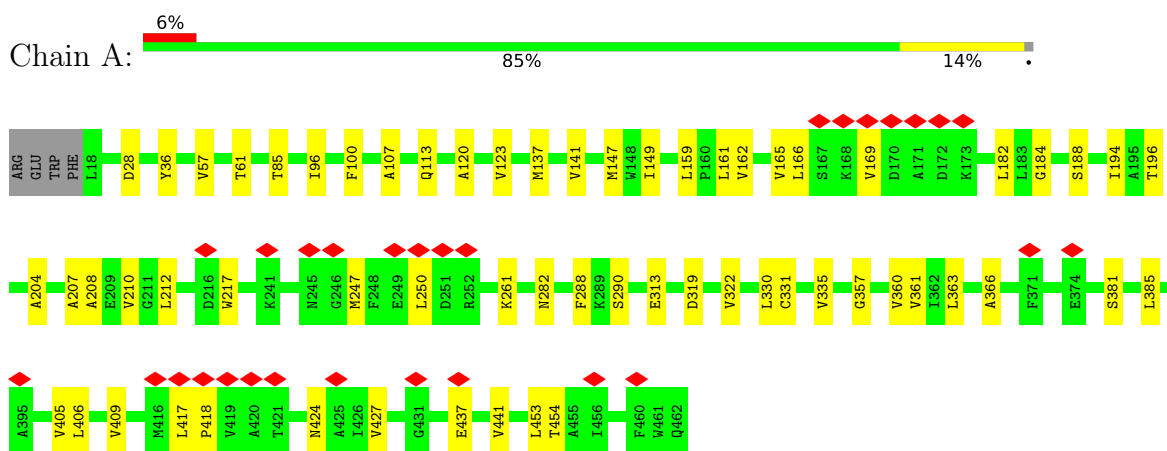 6%
Chain A:
85% 14% •
ARG GLU TRP PHE L18 D28 Y36 V57 T61 T85 I96 F100 A107 Q113 A120 V123 M137 V141 M147 W148 I149 L159 P160 L161 V162 V165 L166 S167 K168 V169 D170 A171 D172 K173 L182 L183 G184 S188 I194 A195 T196
A204 A207 A208 E209 V210 G211 L212 D216 W217 K241 N245 G246 M247 F248 E249 L250 D251 R252 K261 N282 F288 K289 S290 E313 D319 V322 L330 C331 V335 G357 V360 V361 I362 L363 A366 F371 E374 S381 L385
A395 V405 L406 V409 M416 L417 P418 V419 A420 T421 N424 A425 I426 V427 G431 E437 V441 L453 T454 A455 I456 F460 W461 Q462